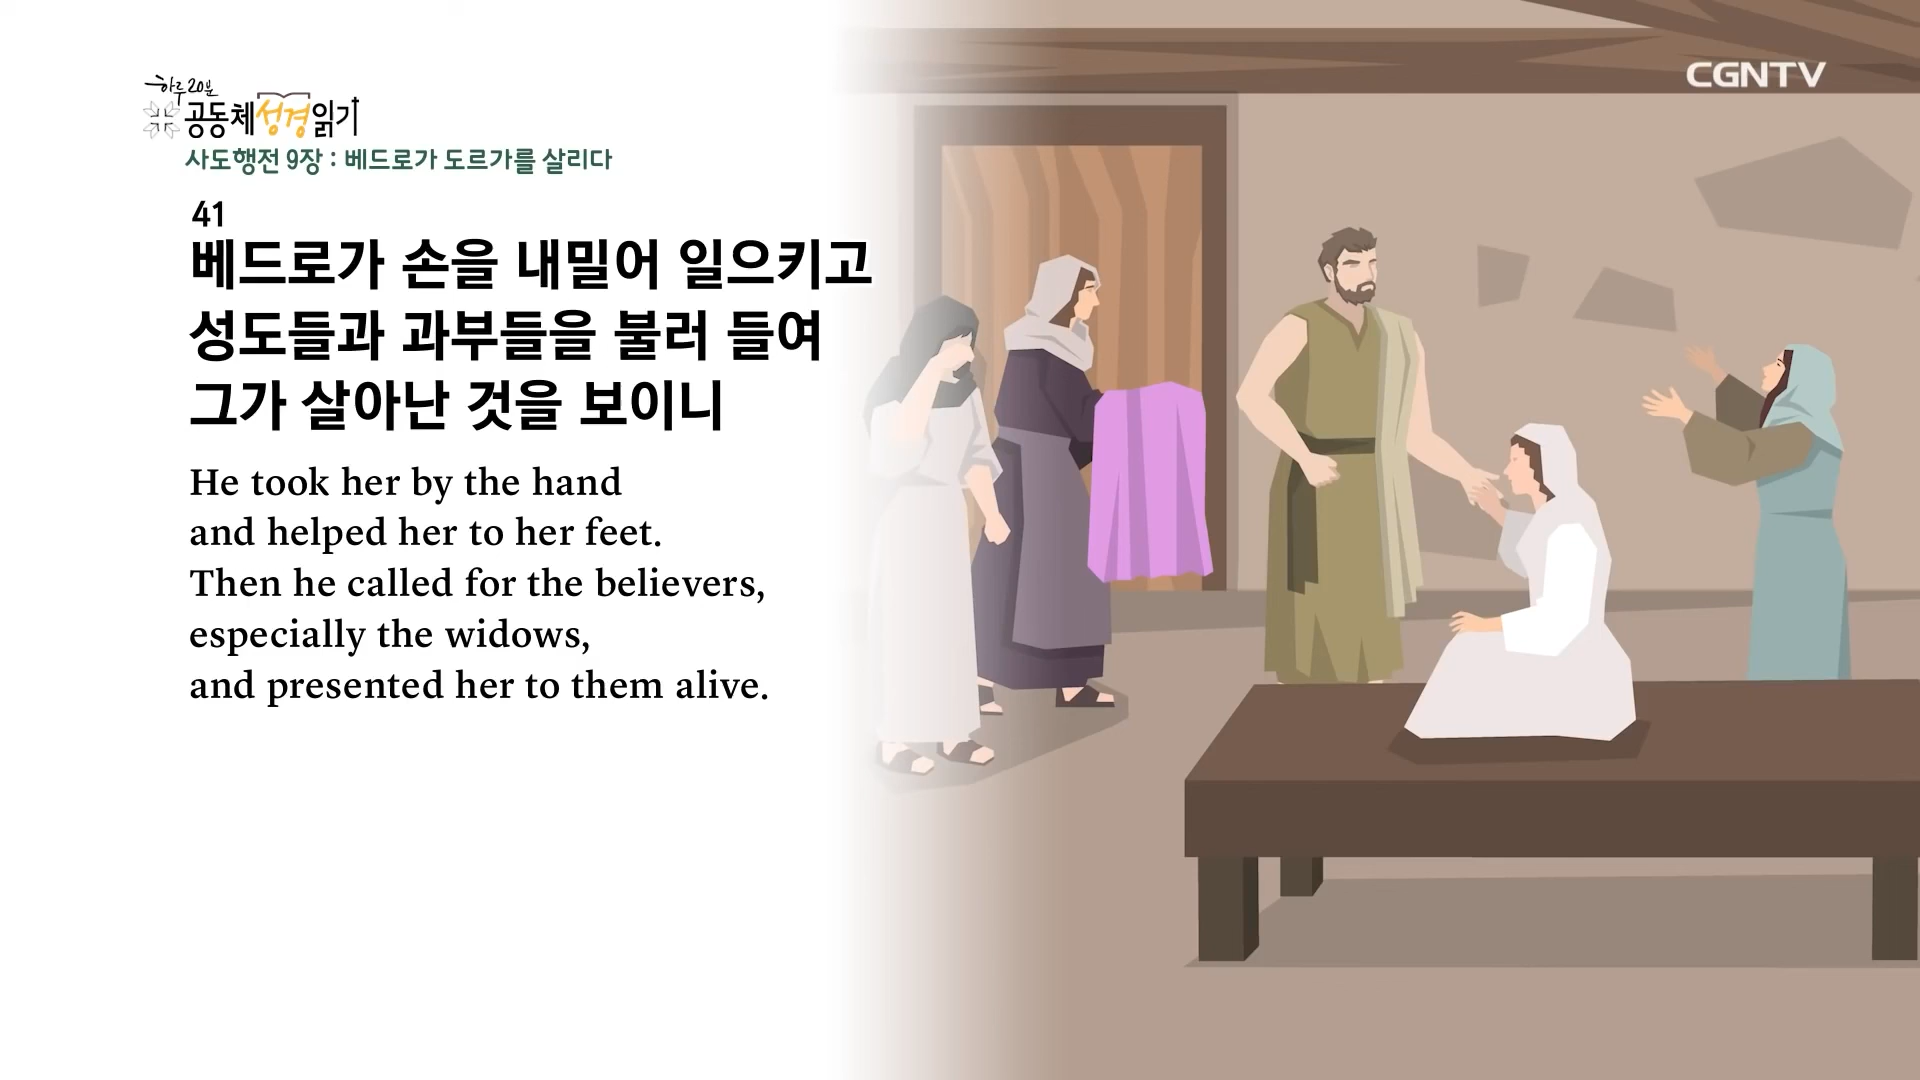 하루 20분
공동체성경읽기
CGNTV
사도행전 9장 : 베드로가 도르가를 살리다
41
베드로가 손을 내밀어 일으키고
성도들과 과부들을 불러 들여
그가 살아난 것을 보이니
He took her by the hand
and helped her to her feet.
Then he called for the believers,
especially the widows,
and presented her to them alive.